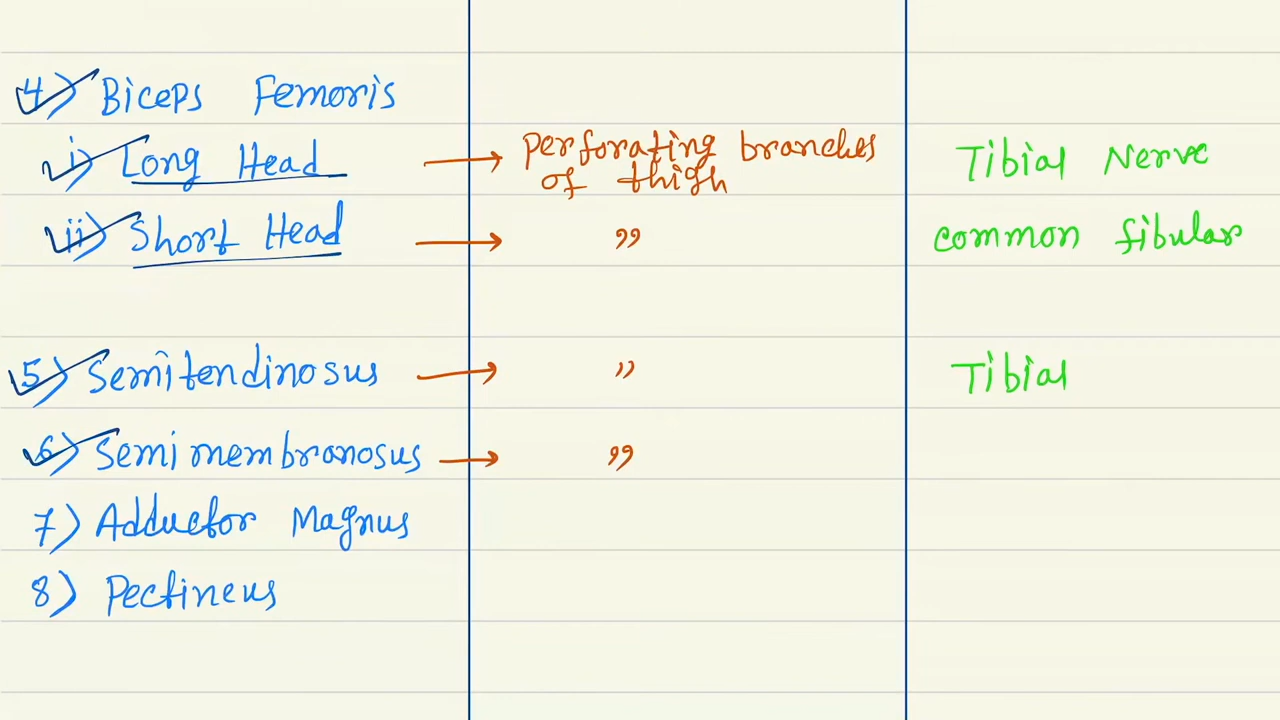 4) Biceps Femoris
i) Long Head → Perforating branches of thigh Tibial Nerve
ii) Short Head → " common fibular
5) Semitendinosus → " Tibial
6) Semimembranosus → "
7) Adductor Magnus
8) Pectineus